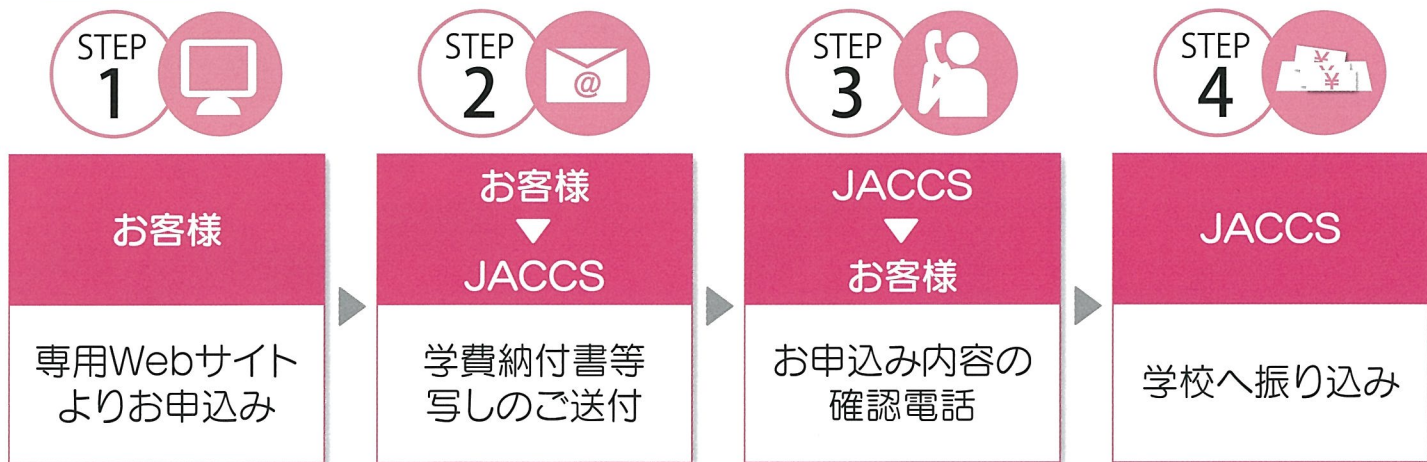 STEP
1
お客様
専用Webサイト
よりお申込み
STEP
2
@
お客様
▼
JACCS
学費納付書等
写しのご送付
STEP
3
JACCS
▼
お客様
お申込み内容の
確認電話
STEP
4
¥
¥
JACCS
学校へ振り込み